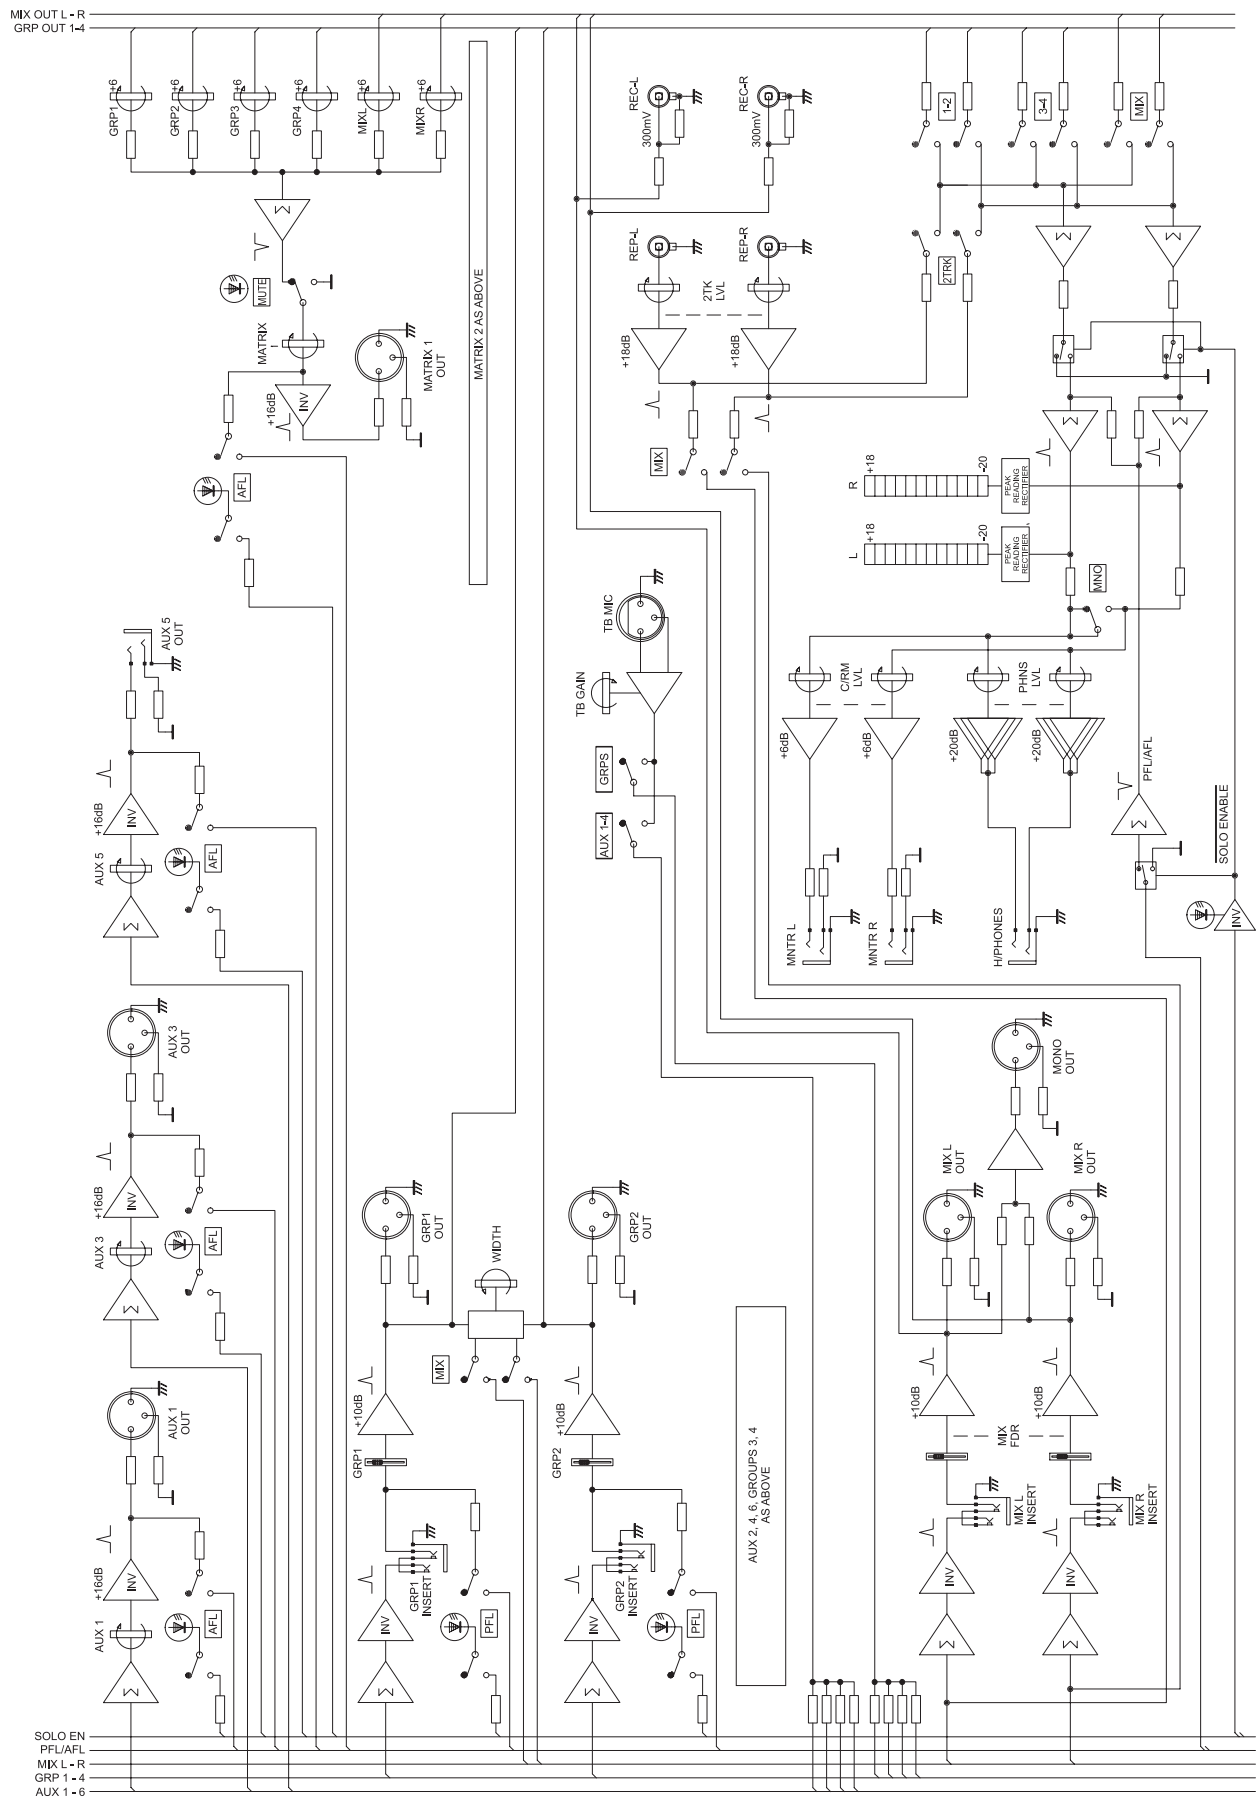 MIX OUT L - R
GRP OUT 1-4
GRP1
+6
GRP2
+6
GRP3
+6
GRP4
+6
MIXL
+6
MIXR
+6
Σ
MUTE
MATRIX
1
+16dB
INV
MATRIX 1
OUT
AFL
MATRIX 2 AS ABOVE
REC-L
300mV
REC-R
300mV
REP-L
REP-R
2TK
LVL
+18dB
+18dB
MIX
1-2
3-4
MIX
2TRK
Σ
Σ
R
+18
-20
PEAK
READING
RECTIFIER
L
+18
-20
PEAK
READING
RECTIFIER
MNO
AUX 5
OUT
+16dB
INV
AUX 5
AFL
Σ
TB MIC
TB GAIN
GRPS
AUX 1-4
C/RM
LVL
PHNS
LVL
+6dB
+6dB
+20dB
+20dB
PFL/AFL
Σ
SOLO ENABLE
INV
MNTR L
MNTR R
H/PHONES
AUX 3
OUT
+16dB
INV
AUX 3
AFL
Σ
MONO
OUT
MIX L
OUT
MIX R
OUT
GRP1
OUT
WIDTH
GRP2
OUT
MIX
AUX 1
OUT
+16dB
INV
AUX 1
AFL
Σ
+10dB
GRP1
GRP1
INSERT
INV
Σ
PFL
+10dB
GRP2
GRP2
INSERT
INV
Σ
PFL
AUX 2, 4, 6, GROUPS 3, 4
AS ABOVE
+10dB
MIX
FDR
+10dB
MIX L
INSERT
MIX R
INSERT
INV
Σ
INV
Σ
SOLO EN
PFL/AFL
MIX L - R
GRP 1 - 4
AUX 1 - 6